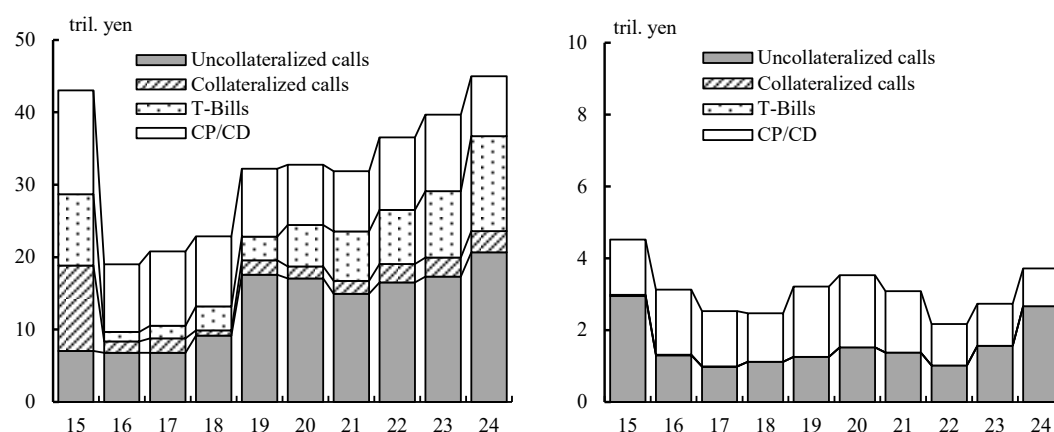 tril. yen
50
40
30
20
10
0
Uncollateralized calls
Collateralized calls
T-Bills
CP/CD
15 16 17 18 19 20 21 22 23 24
tril. yen
10
8
6
4
2
0
Uncollateralized calls
Collateralized calls
T-Bills
CP/CD
15 16 17 18 19 20 21 22 23 24